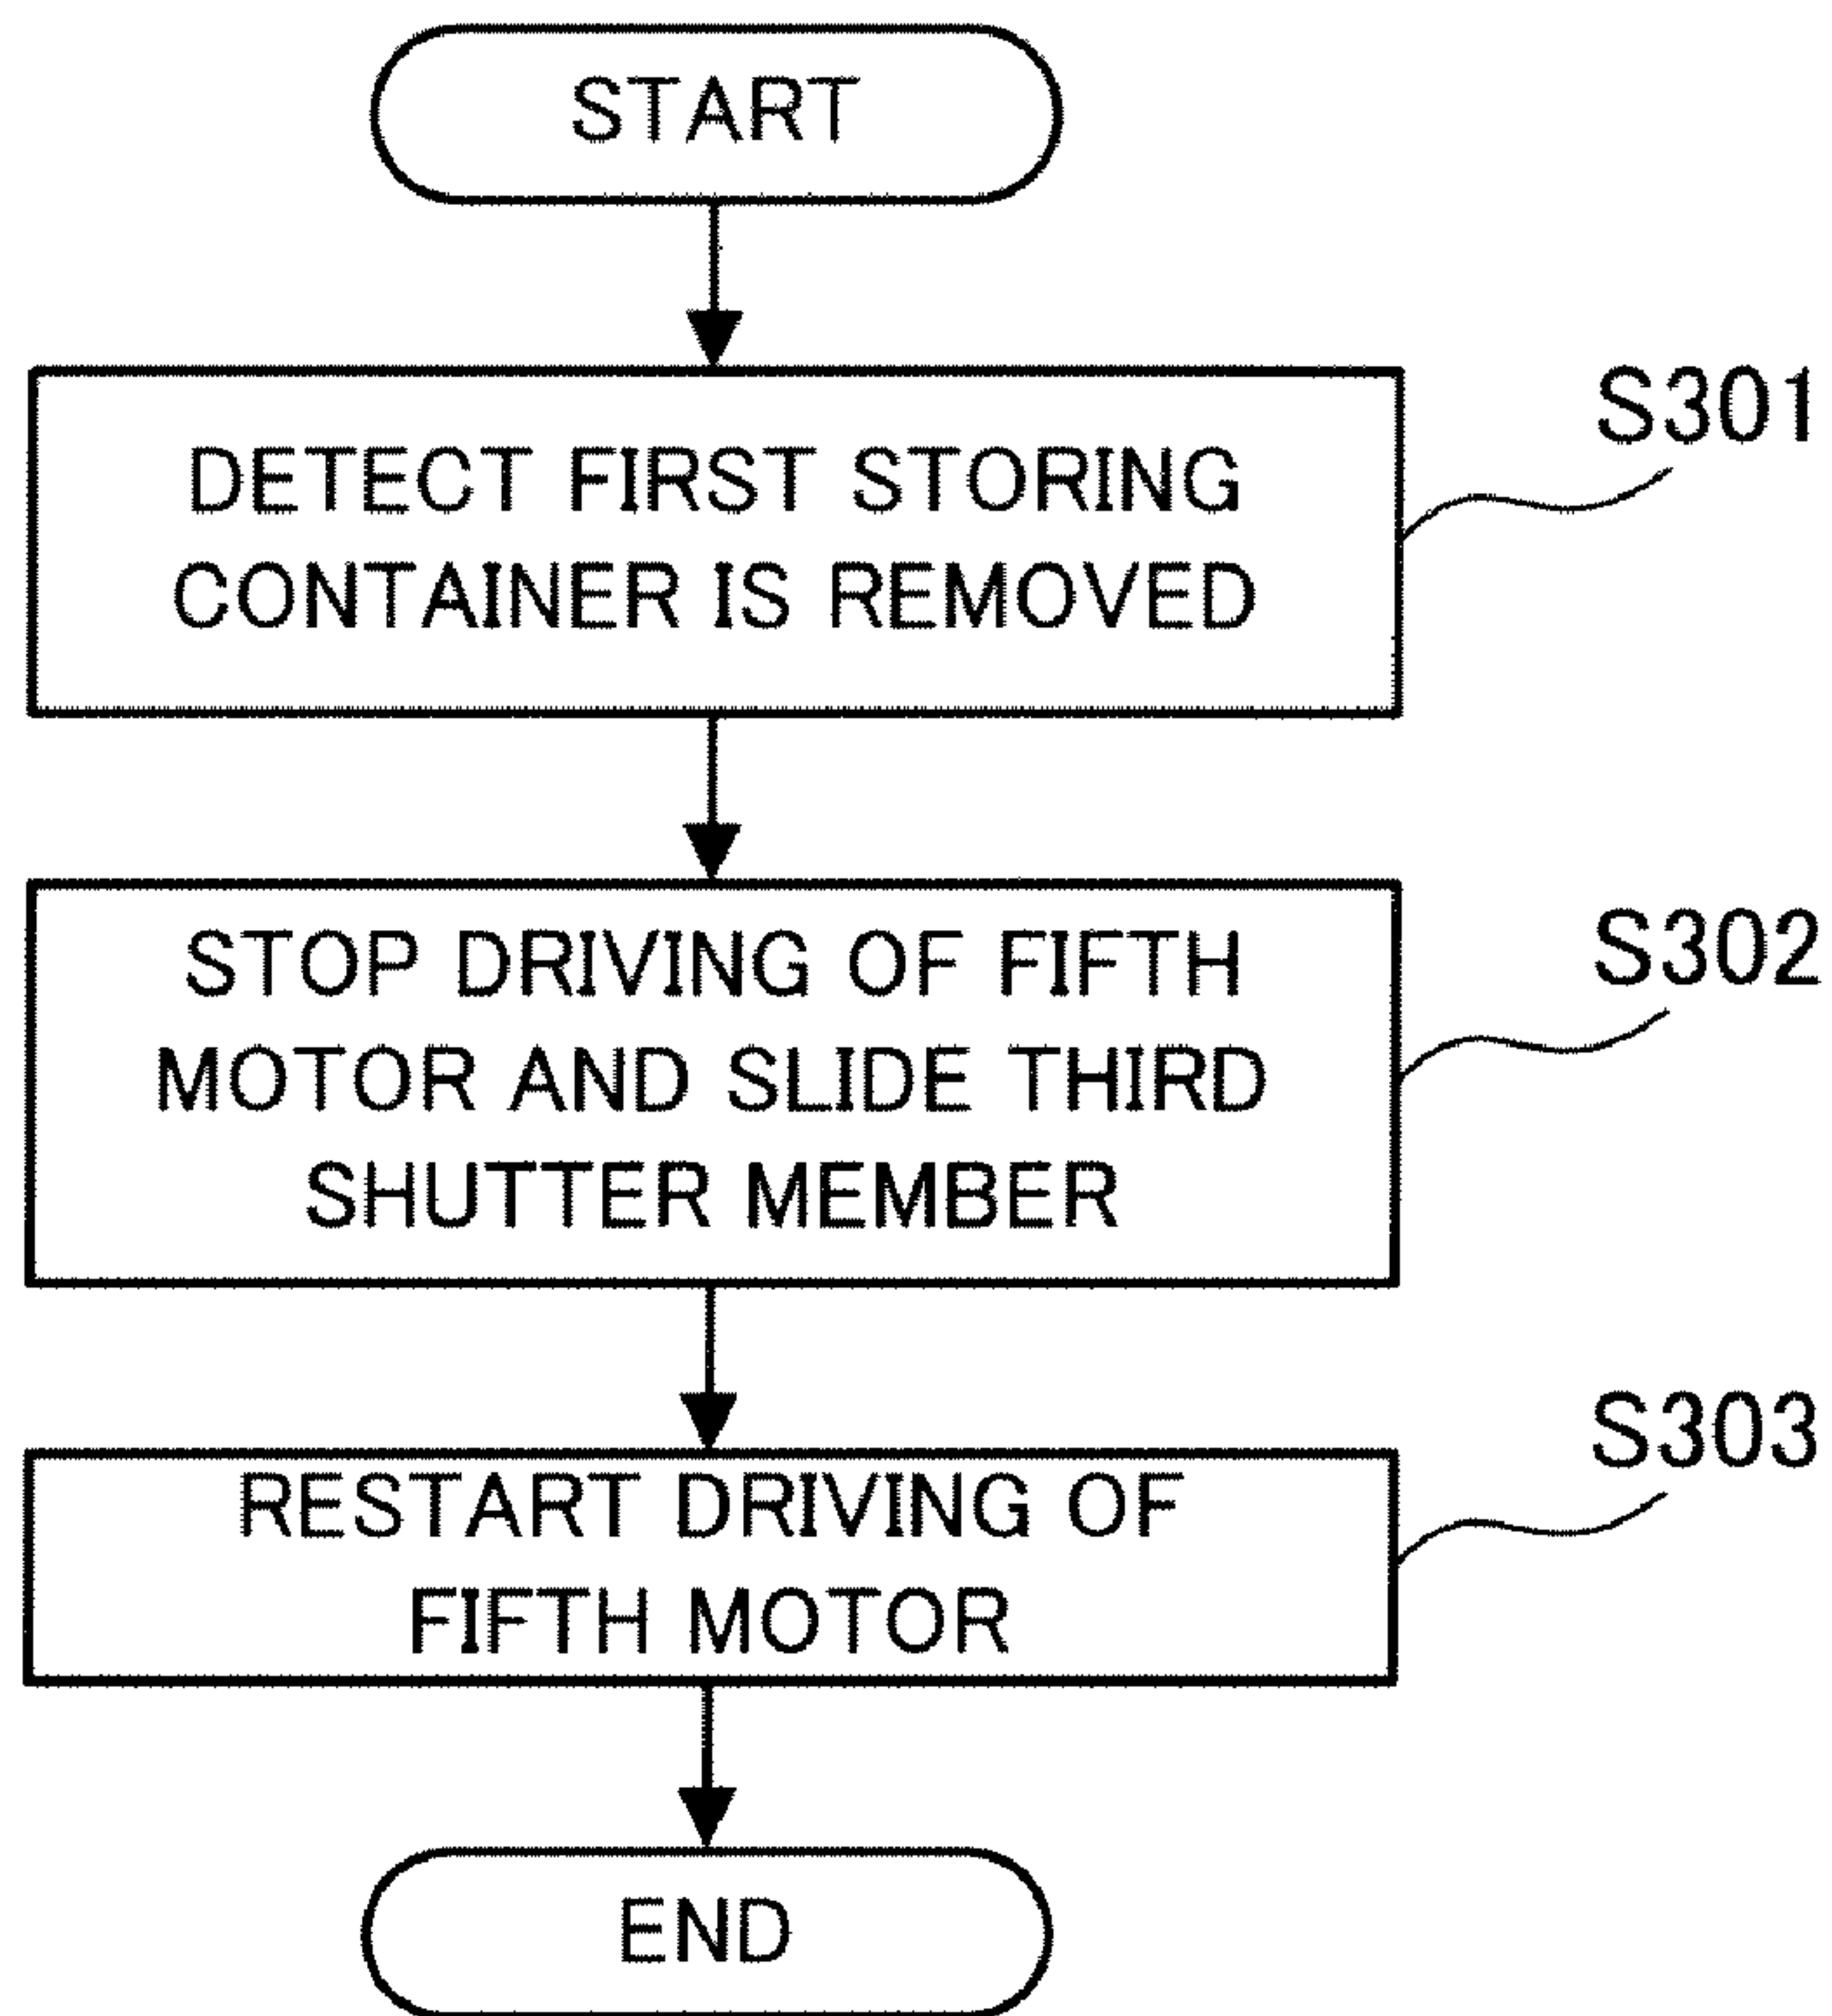 START
DETECT FIRST STORING
CONTAINER IS REMOVED
S301
STOP DRIVING OF FIFTH
MOTOR AND SLIDE THIRD
SHUTTER MEMBER
S302
RESTART DRIVING OF
FIFTH MOTOR
S303
END